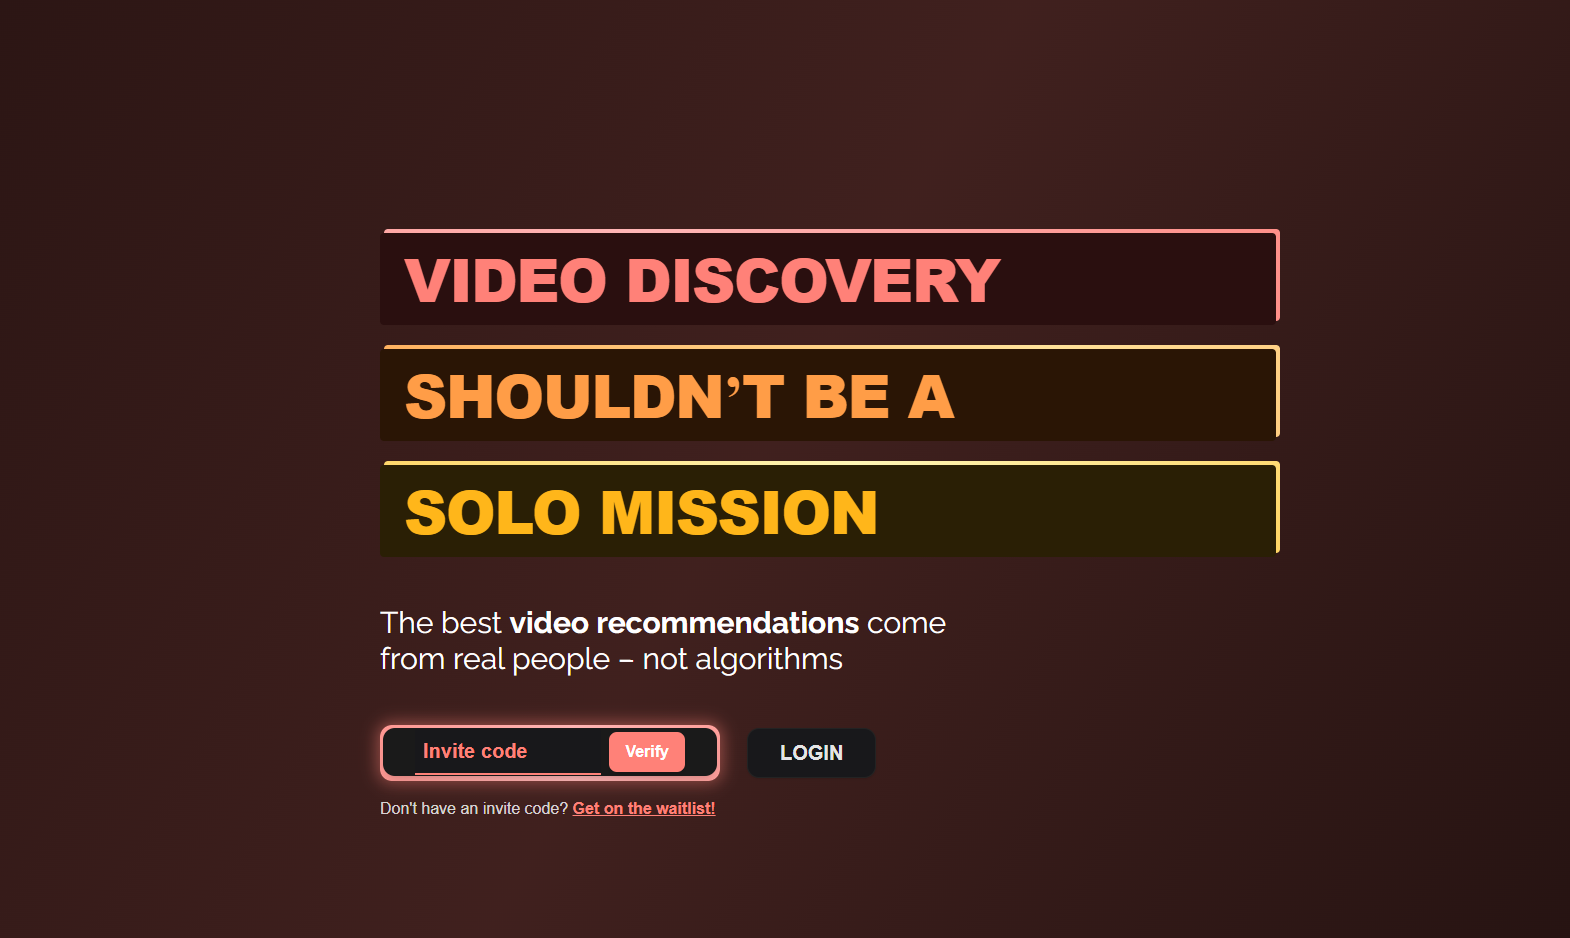 VIDEO DISCOVERY
SHOULDN’T BE A
SOLO MISSION
The best video recommendations come
from real people – not algorithms
Invite code Verify LOGIN
Don't have an invite code? Get on the waitlist!